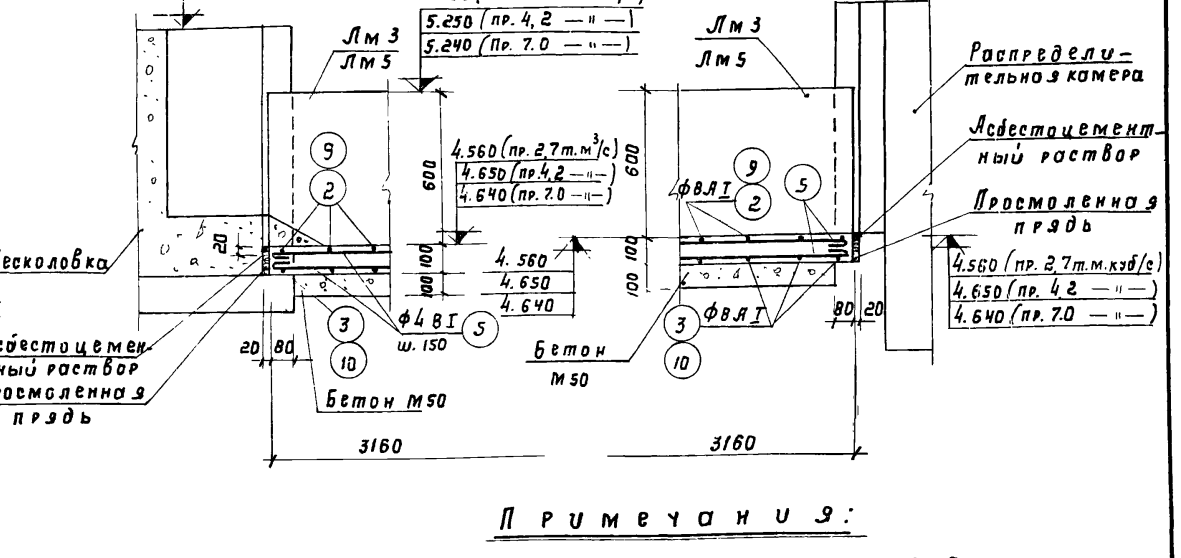 5.250 (пр. 4,2 — " —)
5.240 (пр. 7.0 — " —)
Лм 3
Лм 5
Лм 3
Лм 5
Распредели-
тельная камера
Асбестоцемент-
ный раствор
Просмоленная
прядь
9
2
600
4.560 (пр. 2,7 т. м³/с)
4.650 (пр. 4,2 — " —)
4.640 (пр. 7.0 — " —)
600
9
2
5
ф8АI
20
100
100
100
100
4.560
4.650
4.640
4.560 (пр. 2,7 т. м. куб/с)
4.650 (пр. 4,2 — " —)
4.640 (пр. 7.0 — " —)
есколовка
3
10
ф4ВI
ш. 150
5
3
10
ф8АI
80
20
сбестоцемен-
ный раствор
росмоленная
прядь
20
80
Бетон М50
Бетон
М50
3160
3160
Примечания: